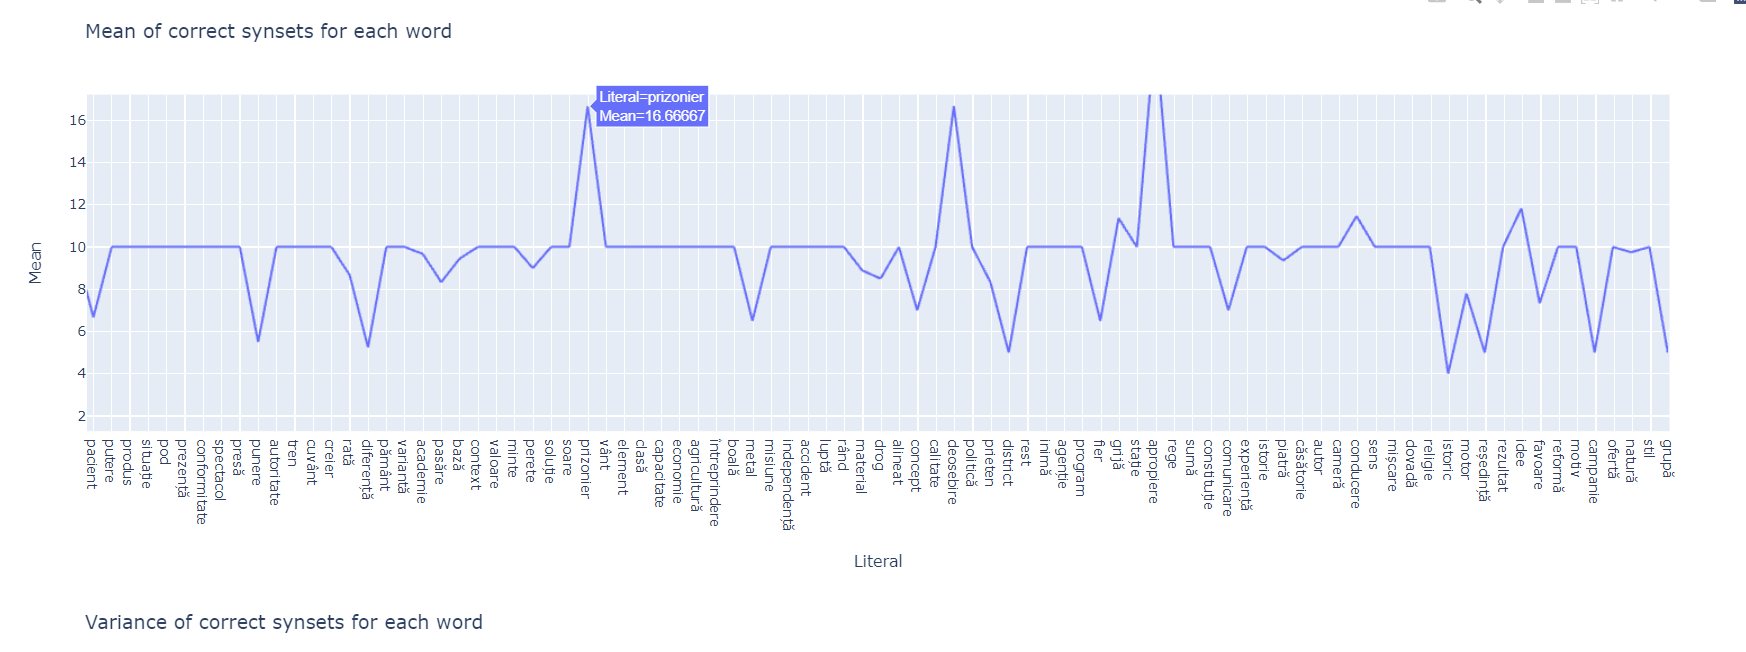 Mean of correct synsets for each word
Literal=prizonier
Mean=16.66667
16
14
12
10
8
6
4
2
Mean
pacient
putere
produs
situație
pod
prezență
conformitate
spectacol
presă
punere
autoritate
tren
cuvânt
creier
rată
diferență
pământ
variantă
academie
pasăre
bază
context
valoare
minte
perete
soluție
soare
prizonier
vânt
element
clasă
capacitate
economie
agricultură
întreprindere
boală
metal
misiune
independență
accident
luptă
rând
material
drog
alineat
concept
calitate
deosebire
politică
prieten
district
rest
inimă
agenție
program
fier
grijă
stație
apropiere
rege
sumă
constituție
comunicare
experiență
istorie
piatră
căsătorie
autor
cameră
conducere
sens
mișcare
dovadă
religie
istoric
motor
reședință
rezultat
idee
favoare
reformă
motiv
campanie
ofertă
natură
stil
grupă
Literal
Variance of correct synsets for each word